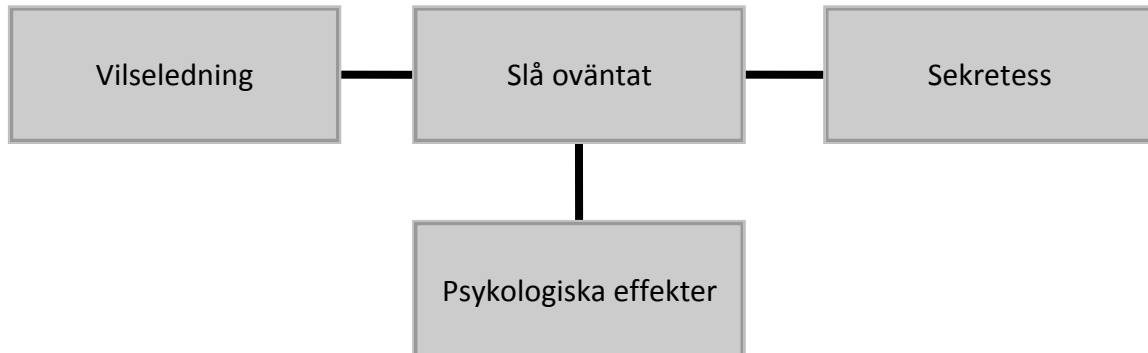 Vilseledning
Slå oväntat
Sekretess
Psykologiska effekter